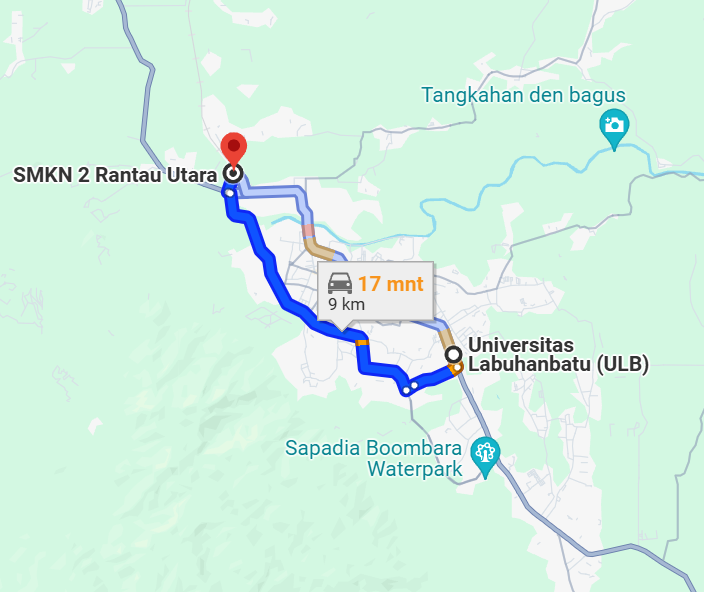 Tangkahan den bagus
SMKN 2 Rantau Utara
17 mnt
9 km
Universitas
Labuhanbatu (ULB)
Sapadia Boombara
Waterpark